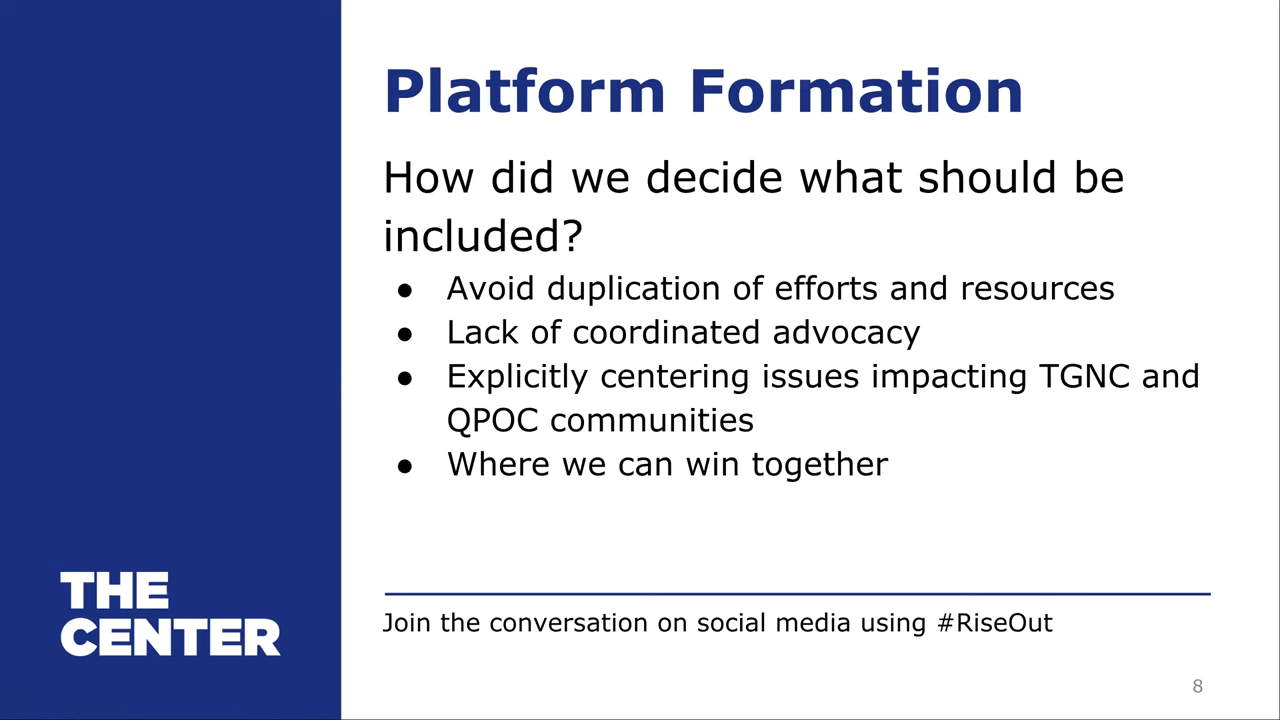 Platform Formation
How did we decide what should be
included?
● Avoid duplication of efforts and resources
● Lack of coordinated advocacy
● Explicitly centering issues impacting TGNC and
QPOC communities
● Where we can win together
THE
CENTER
Join the conversation on social media using #RiseOut
8